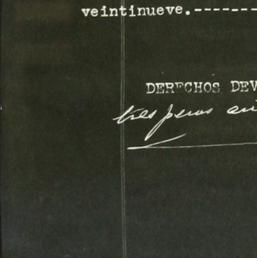 veintinueve.-------
DERECHOS DEV
tres pesos